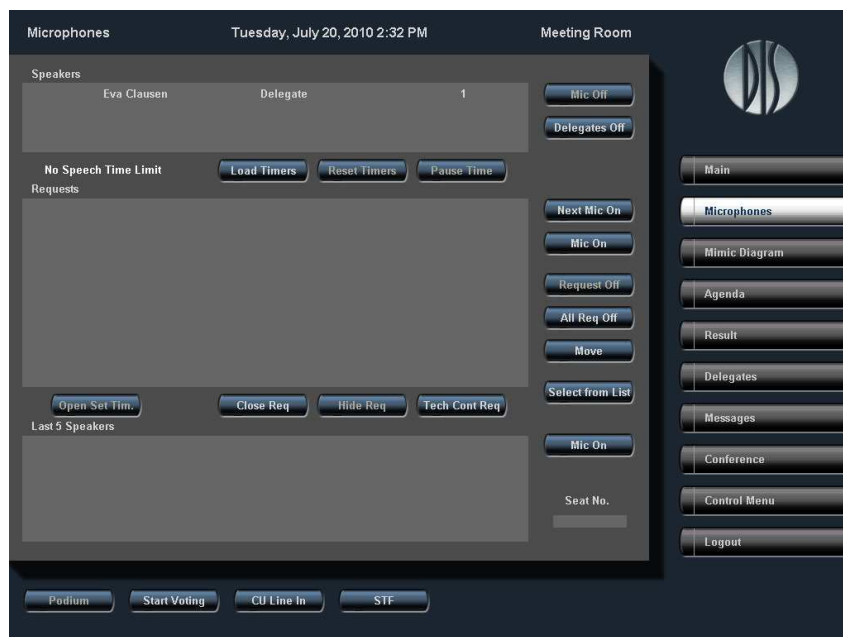 Microphones Tuesday, July 20, 2010 2:32 PM Meeting Room
DIS
Speakers
Eva Clausen Delegate 1
Mic Off
Delegates Off
No Speech Time Limit Load Timers Reset Timers Pause Time
Requests
Next Mic On
Mic On
Request Off
All Req Off
Move
Select from List
Open Set Tim. Close Req Hide Req Tech Cont Req
Last 5 Speakers
Mic On
Seat No.
Main
Microphones
Mimic Diagram
Agenda
Result
Delegates
Messages
Conference
Control Menu
Logout
Podium Start Voting CU Line In STF